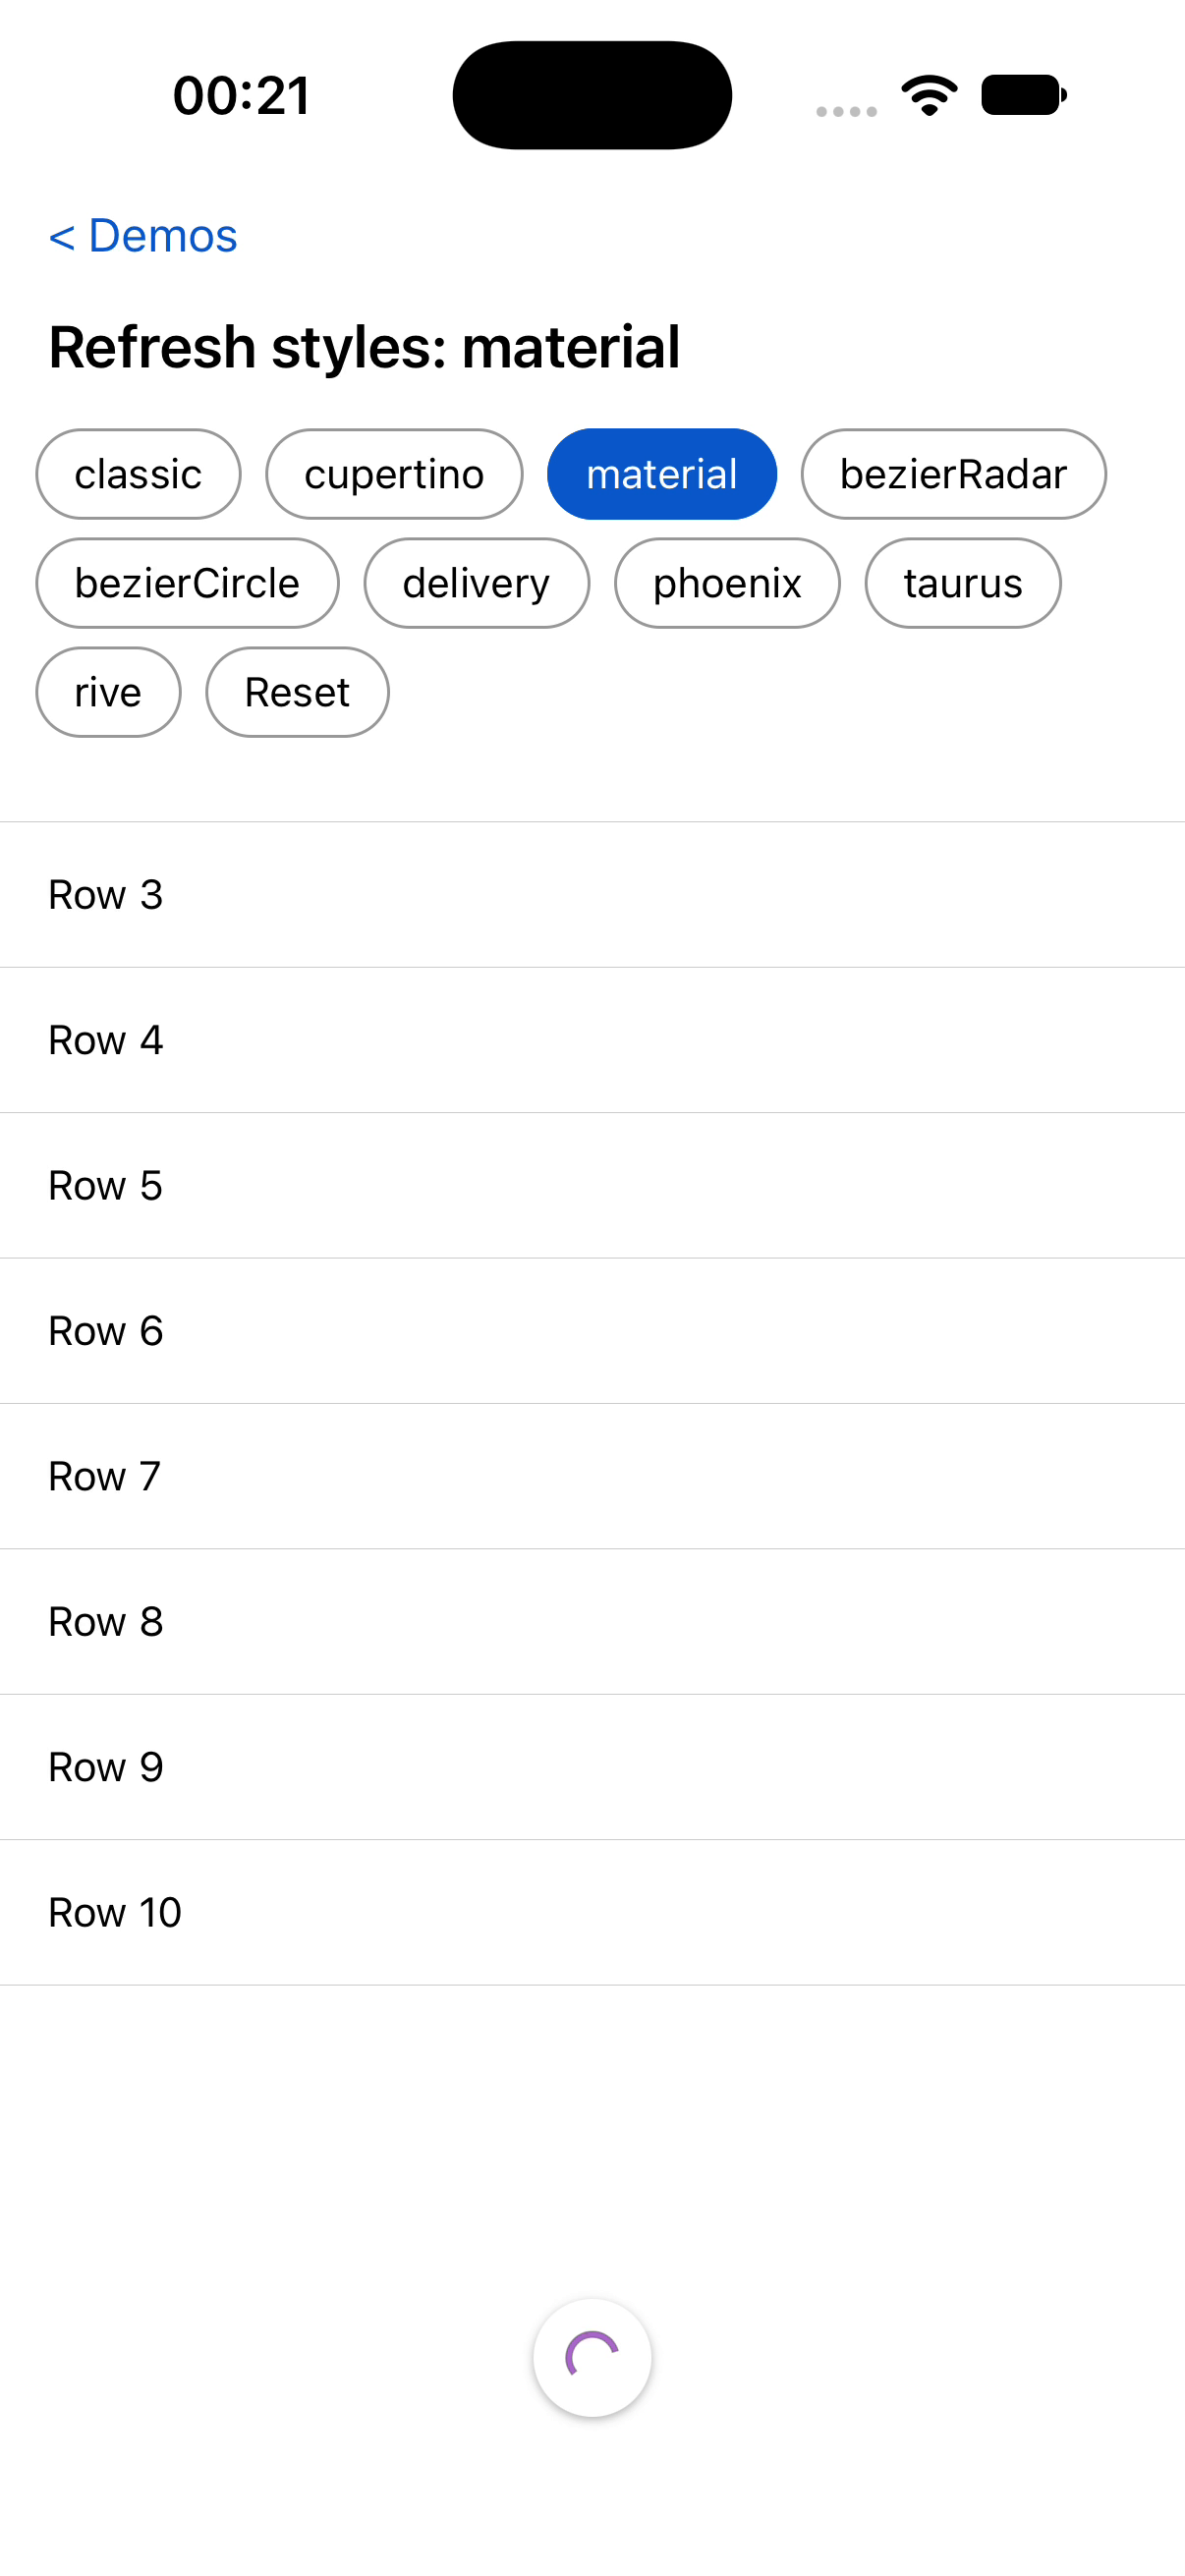 00:21
< Demos
Refresh styles: material
classic cupertino material bezierRadar
bezierCircle delivery phoenix taurus
rive Reset
Row 3
Row 4
Row 5
Row 6
Row 7
Row 8
Row 9
Row 10